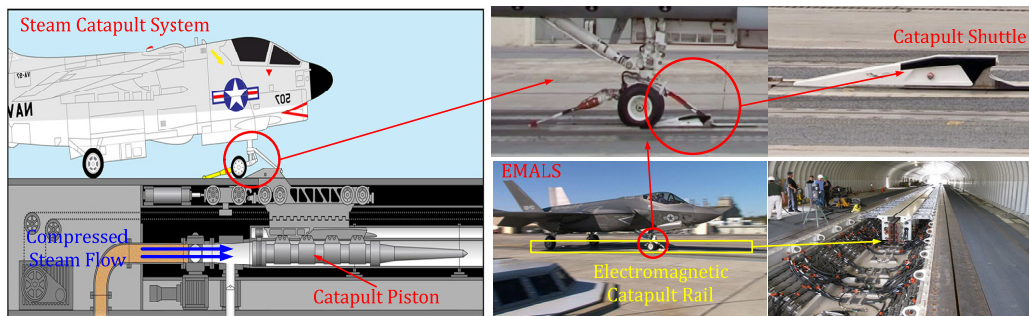 Steam Catapult System
VA-97
NAVY
507
Compressed
Steam Flow
Catapult Piston
Catapult Shuttle
EMALS
Electromagnetic
Catapult Rail